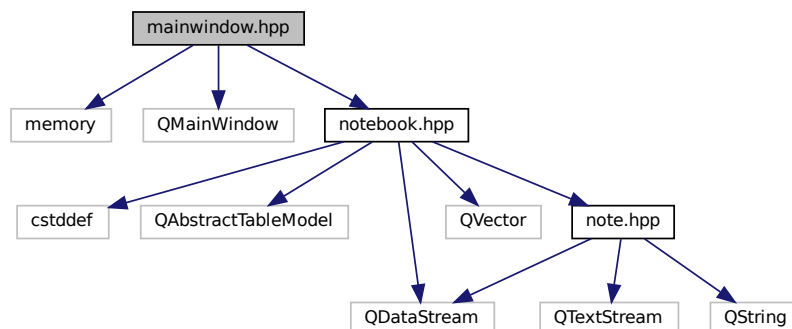 mainwindow.hpp
memory
QMainWindow
notebook.hpp
cstddef
QAbstractTableModel
QVector
note.hpp
QDataStream
QTextStream
QString